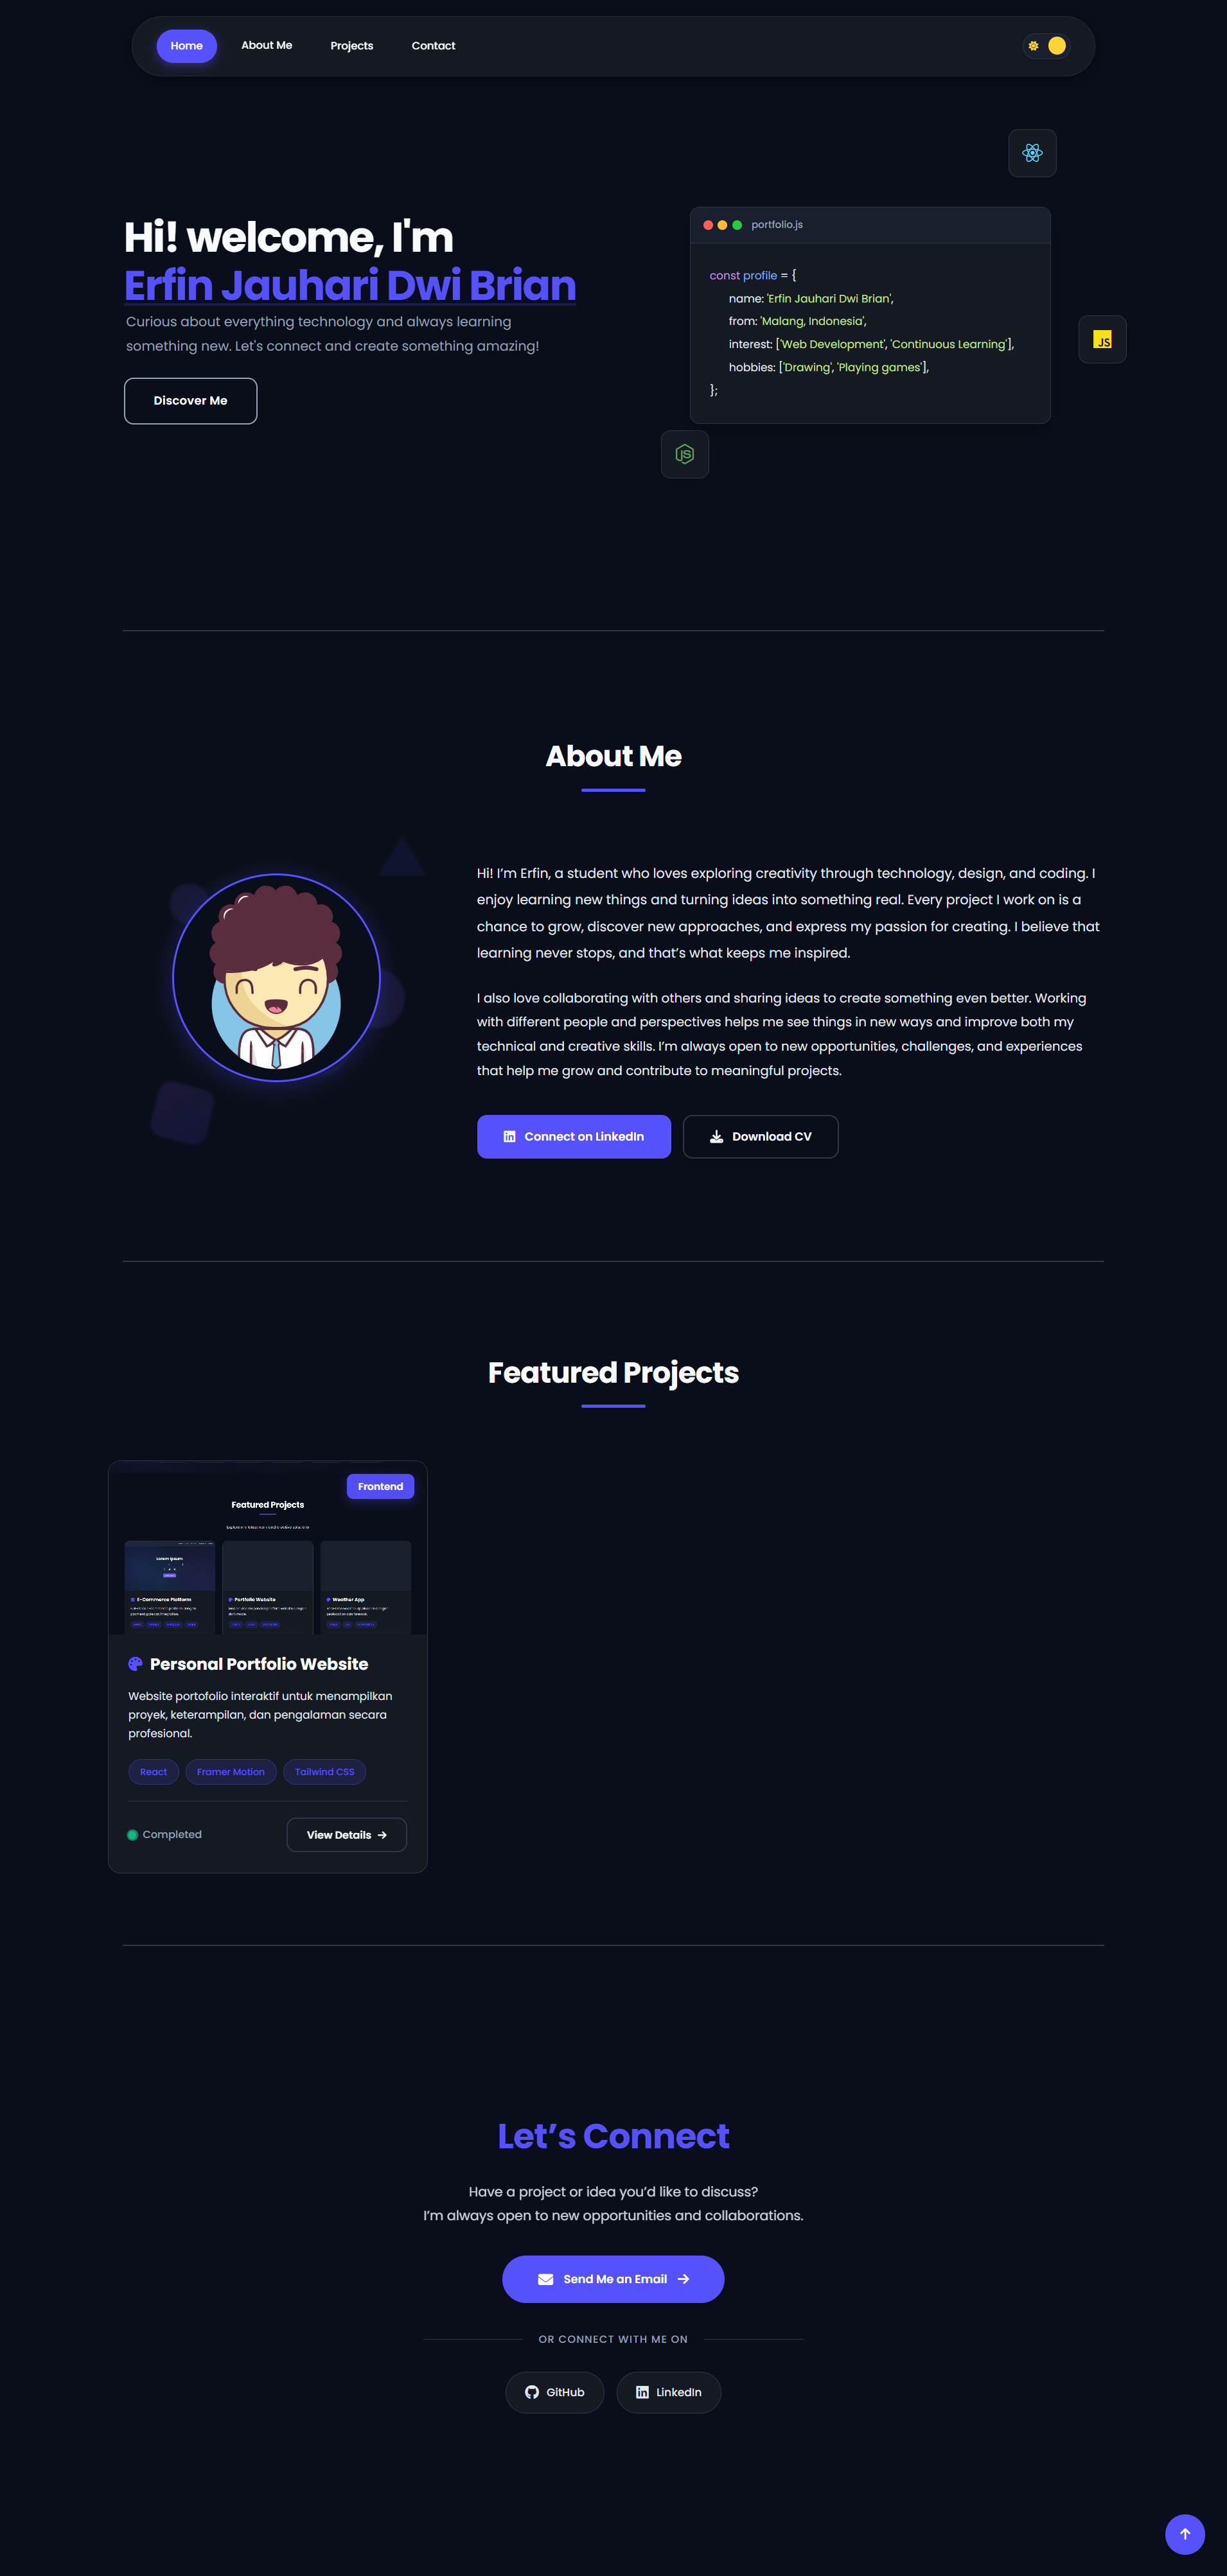 Home
About Me
Projects
Contact
Hi! welcome, I'm
Erfin Jauhari Dwi Brian
Curious about everything technology and always learning
something new. Let's connect and create something amazing!
Discover Me
portfolio.js
const profile = {
name: 'Erfin Jauhari Dwi Brian',
from: 'Malang, Indonesia',
interest: ['Web Development', 'Continuous Learning'],
hobbies: ['Drawing', 'Playing games'],
};
JS
JS
About Me
Hi! I’m Erfin, a student who loves exploring creativity through technology, design, and coding. I
enjoy learning new things and turning ideas into something real. Every project I work on is a
chance to grow, discover new approaches, and express my passion for creating. I believe that
learning never stops, and that’s what keeps me inspired.
I also love collaborating with others and sharing ideas to create something even better. Working
with different people and perspectives helps me see things in new ways and improve both my
technical and creative skills. I’m always open to new opportunities, challenges, and experiences
that help me grow and contribute to meaningful projects.
Connect on LinkedIn
Download CV
Featured Projects
Frontend
Featured Projects
Lorem Ipsum
E-Commerce Platform
Portfolio Website
Weather App
Personal Portfolio Website
Website portofolio interaktif untuk menampilkan
proyek, keterampilan, dan pengalaman secara
profesional.
React
Framer Motion
Tailwind CSS
Completed
View Details
Let’s Connect
Have a project or idea you’d like to discuss?
I’m always open to new opportunities and collaborations.
Send Me an Email
OR CONNECT WITH ME ON
GitHub
LinkedIn